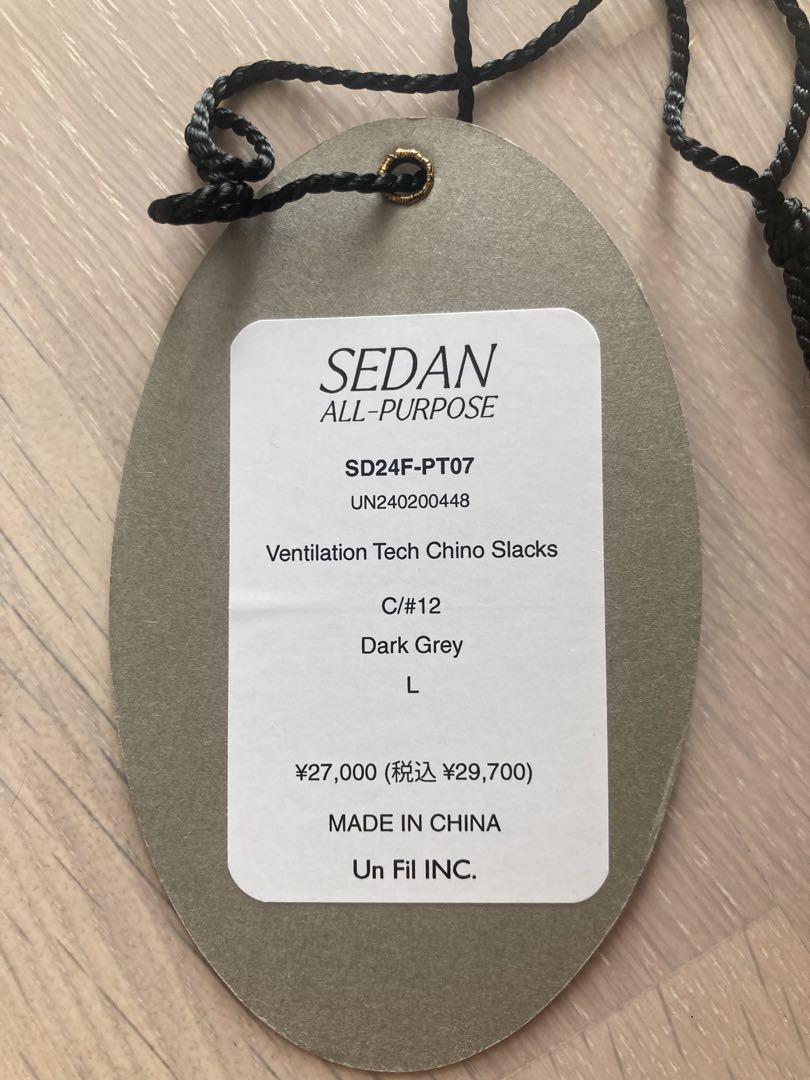 SEDAN
ALL-PURPOSE
SD24F-PT07
UN240200448
Ventilation Tech Chino Slacks
C/#12
Dark Grey
L
¥27,000 (税込 ¥29,700)
MADE IN CHINA
Un Fil INC.